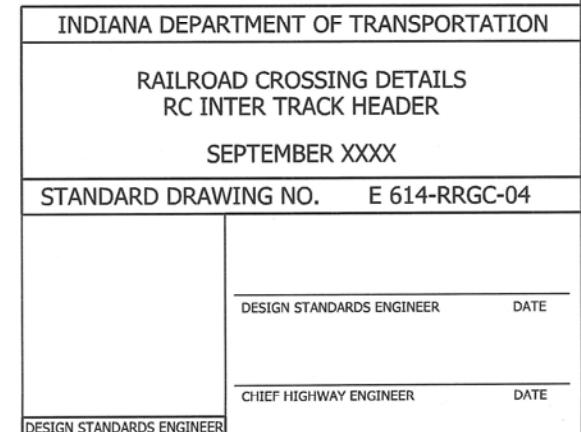 INDIANA DEPARTMENT OF TRANSPORTATION
RAILROAD CROSSING DETAILS
RC INTER TRACK HEADER
SEPTEMBER XXXX
STANDARD DRAWING NO. E 614-RRGC-04
DESIGN STANDARDS ENGINEER DATE
CHIEF HIGHWAY ENGINEER DATE
DESIGN STANDARDS ENGINEER